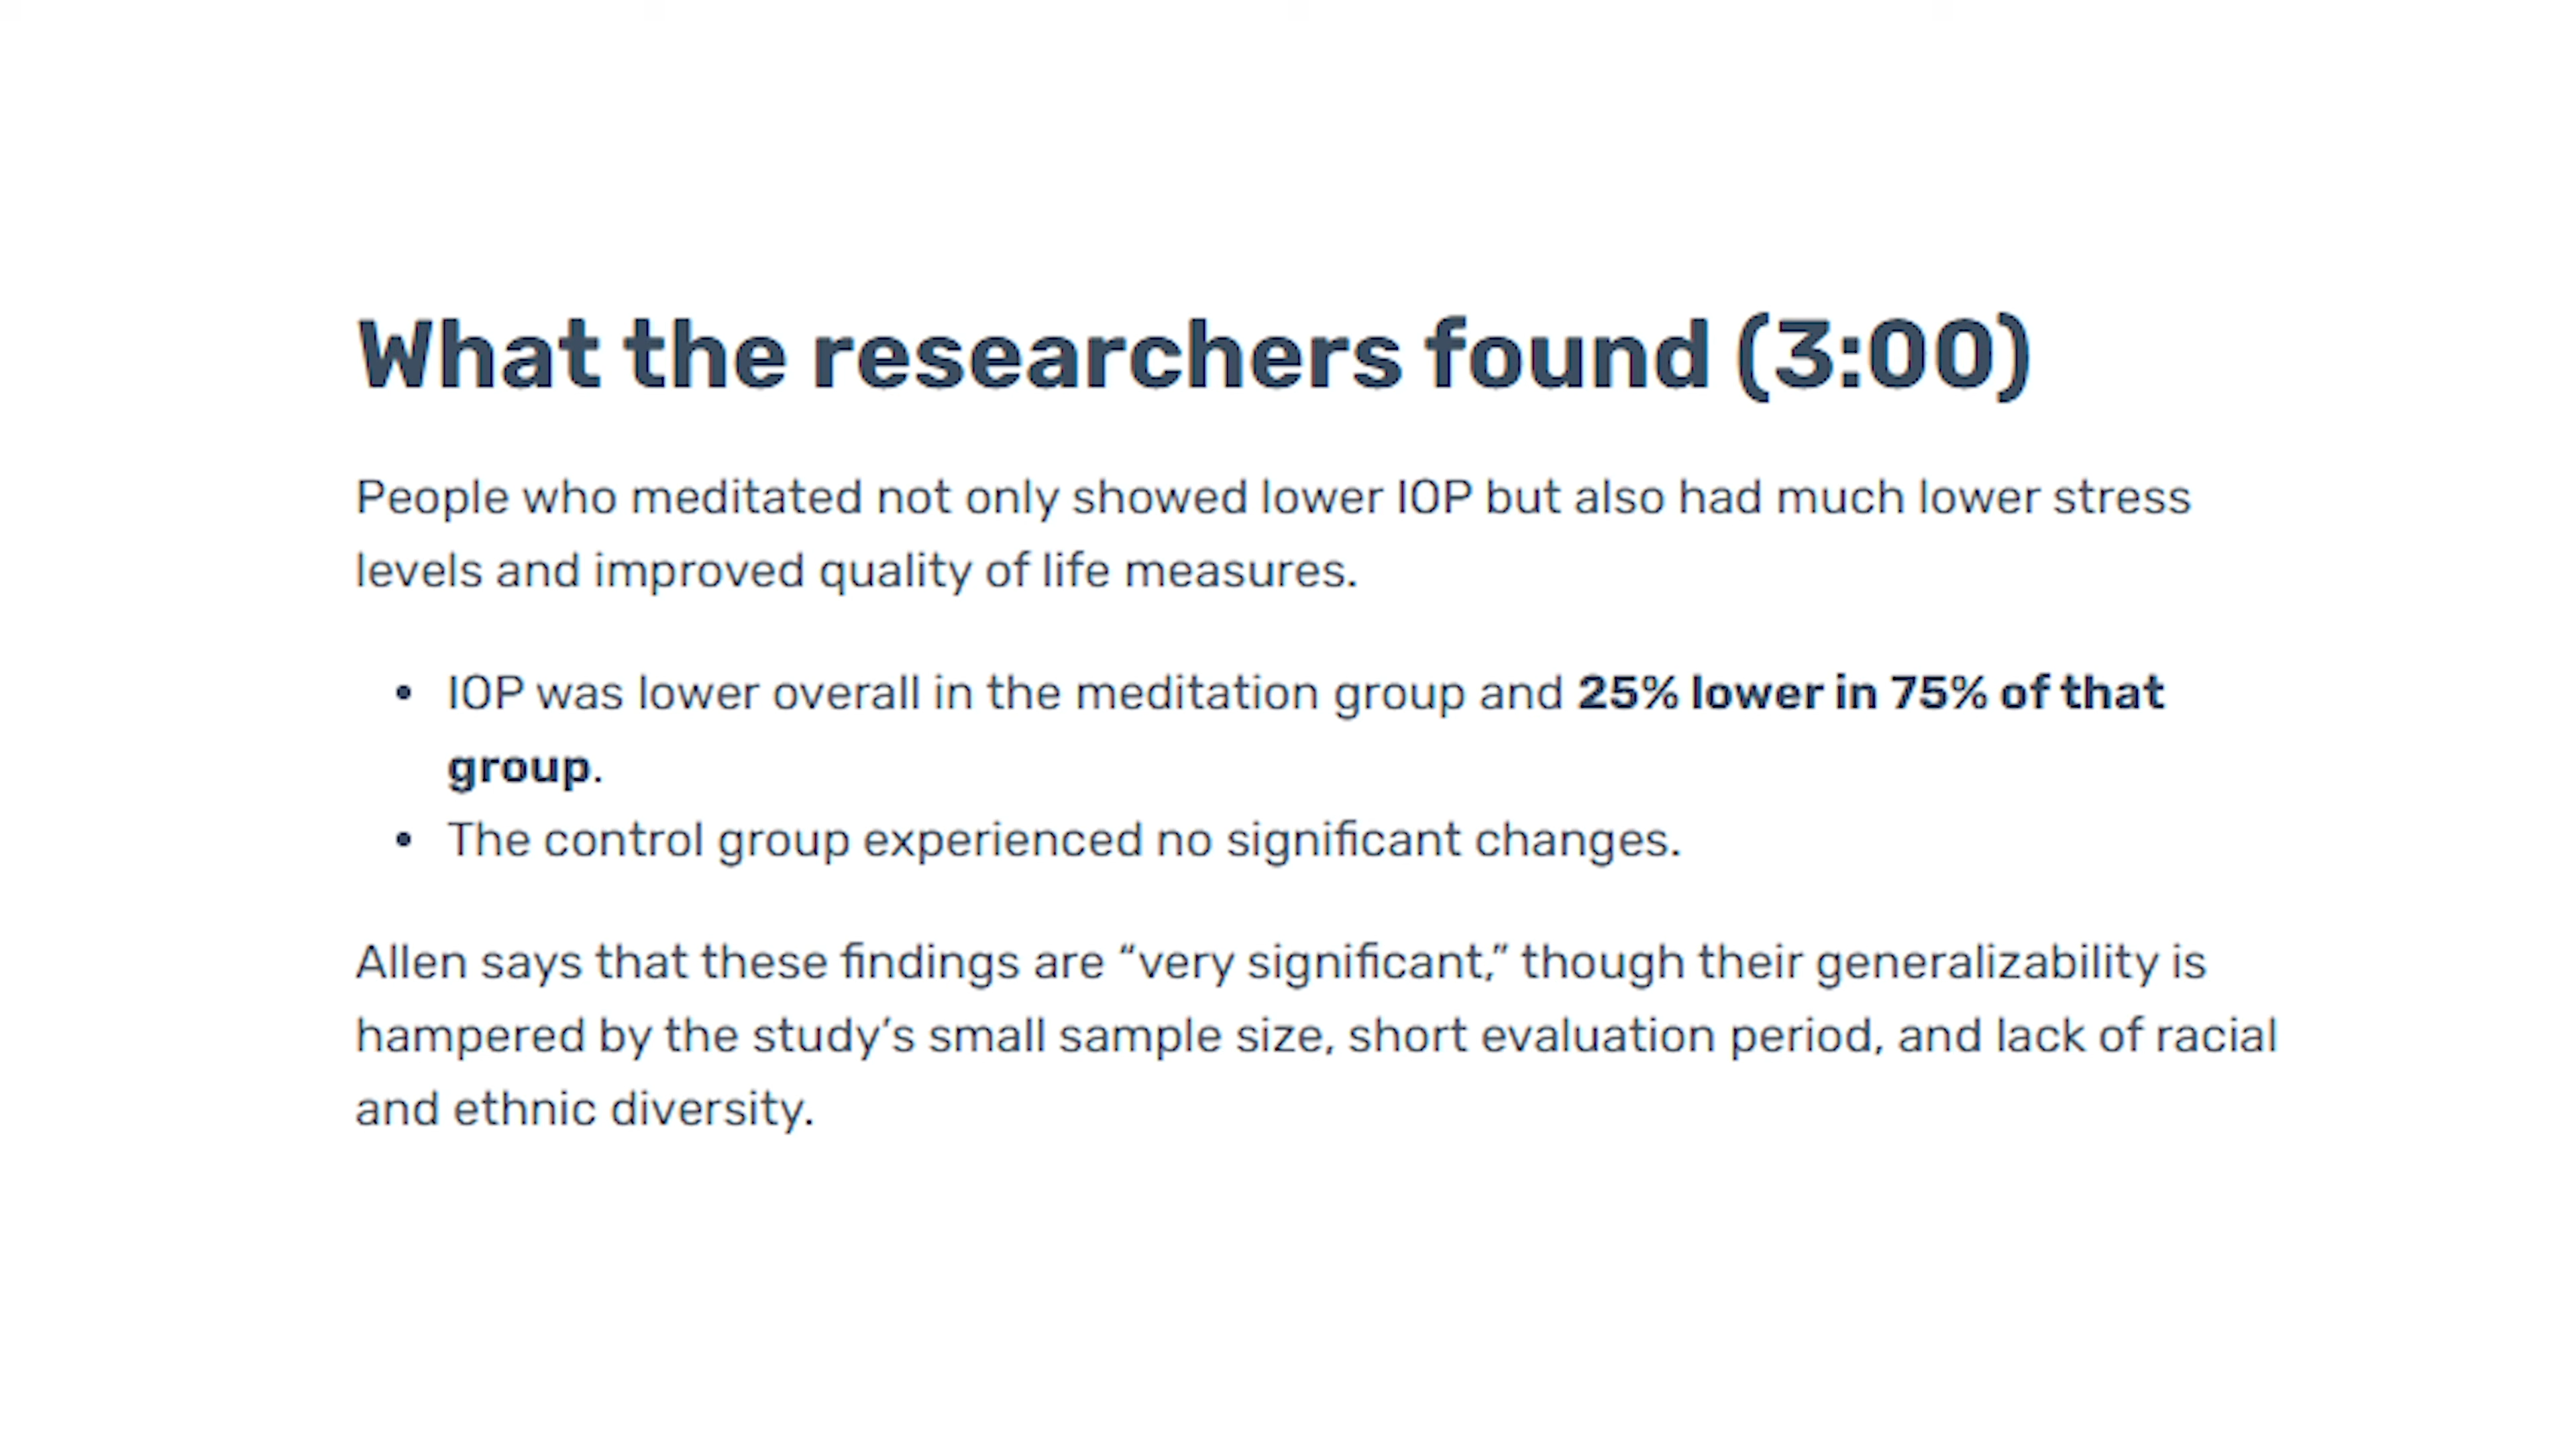 What the researchers found (3:00)
People who meditated not only showed lower IOP but also had much lower stress
levels and improved quality of life measures.
• IOP was lower overall in the meditation group and 25% lower in 75% of that
group.
• The control group experienced no significant changes.
Allen says that these findings are “very significant,” though their generalizability is
hampered by the study’s small sample size, short evaluation period, and lack of racial
and ethnic diversity.